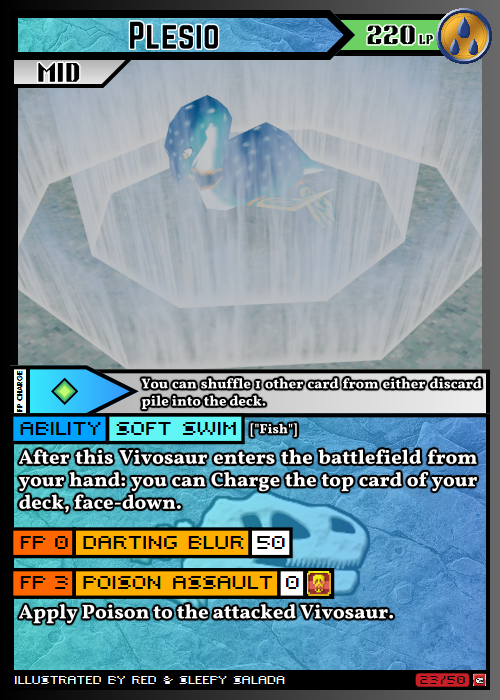 Plesio
220 LP
MID
FP CHARGE
You can shuffle 1 other card from either discard
pile into the deck.
ABILITY SOFT SWIM ["Fish"]
After this Vivosaur enters the battlefield from
your hand: you can Charge the top card of your
deck, face-down.
FP 0 DARTING BLUR 50
FP 3 POISON ASSAULT 0
Apply Poison to the attacked Vivosaur.
ILLUSTRATED BY RED & SLEEPY SALADA
23/50